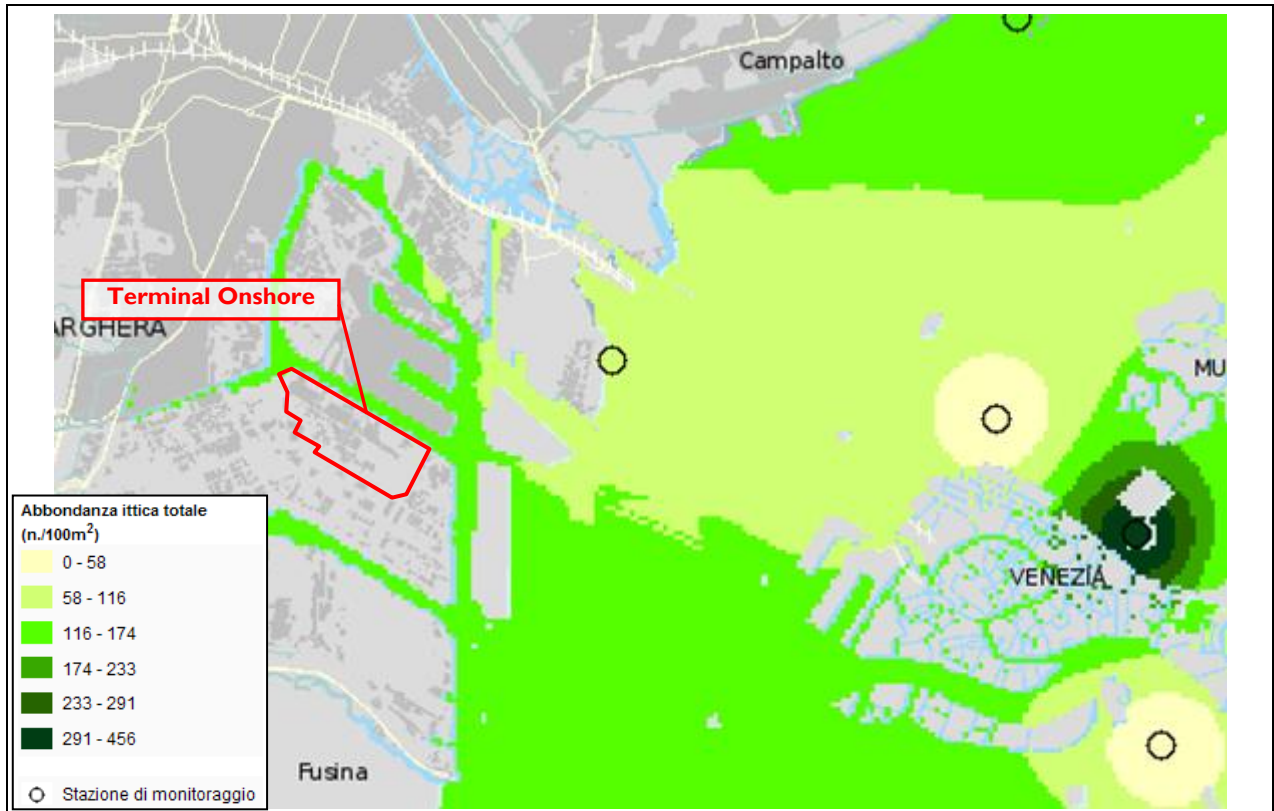 Campalto
Terminal Onshore
ARGHERA
MU
VENEZIA
Abbondanza ittica totale
(n./100m²)
0 - 58
58 - 116
116 - 174
174 - 233
233 - 291
291 - 456
Stazione di monitoraggio
Fusina